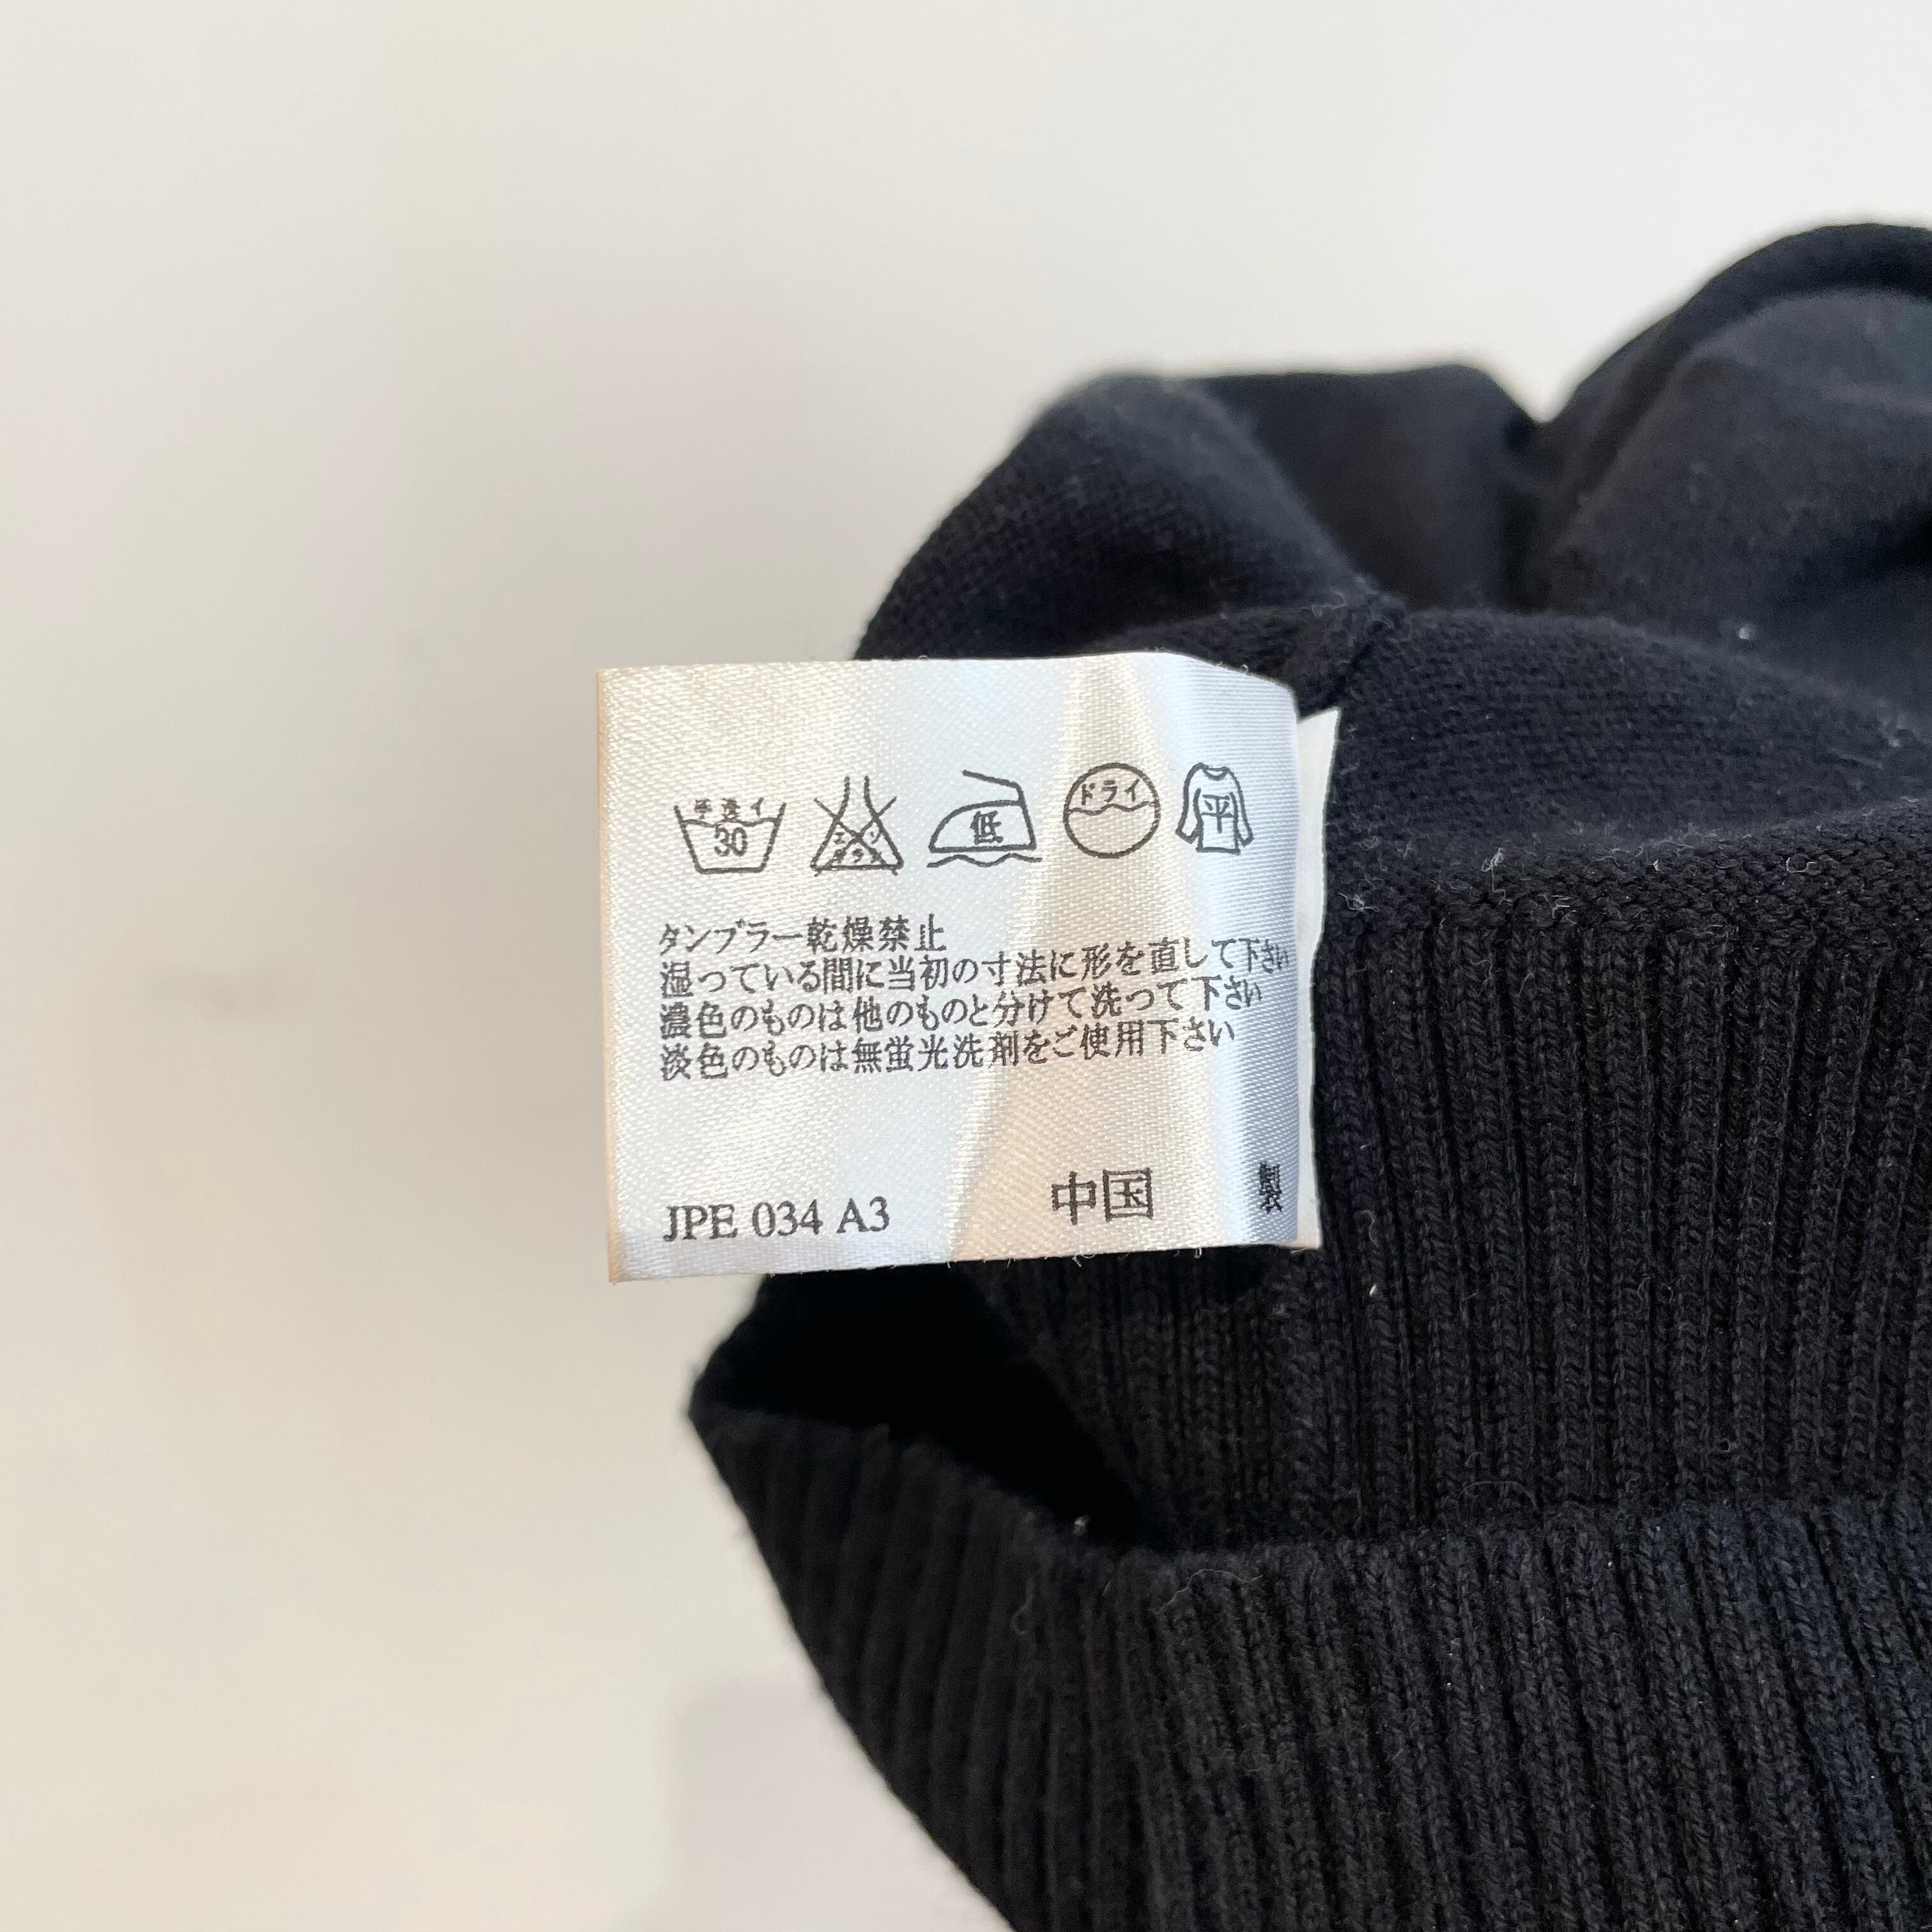 手洗イ
30
エンソ
サラシ
低
ドライ
平
タンブラー乾燥禁止
湿っている間に当初の寸法に形を直して下さい
濃色のものは他のものと分けて洗って下さい
淡色のものは無蛍光洗剤をご使用下さい
JPE 034 A3 中国 製